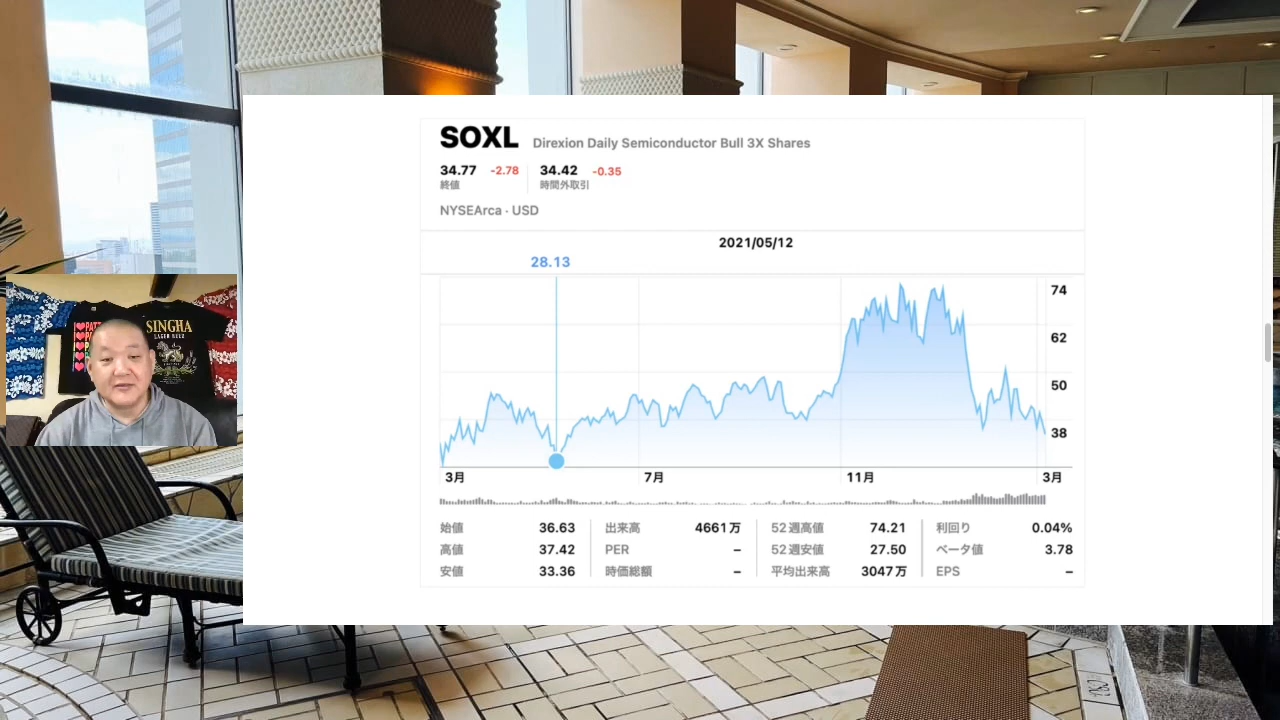 SOXL Direxion Daily Semiconductor Bull 3X Shares
34.77 -2.78 34.42 -0.35
終値 時間外取引
NYSEArca · USD
2021/05/12
28.13
74
62
50
38
3月 7月 11月 3月
始値 36.63 出来高 4661万 52週高値 74.21 利回り 0.04%
高値 37.42 PER – 52週安値 27.50 ベータ値 3.78
安値 33.36 時価総額 – 平均出来高 3047万 EPS –
SINGHA
LAGER BEER